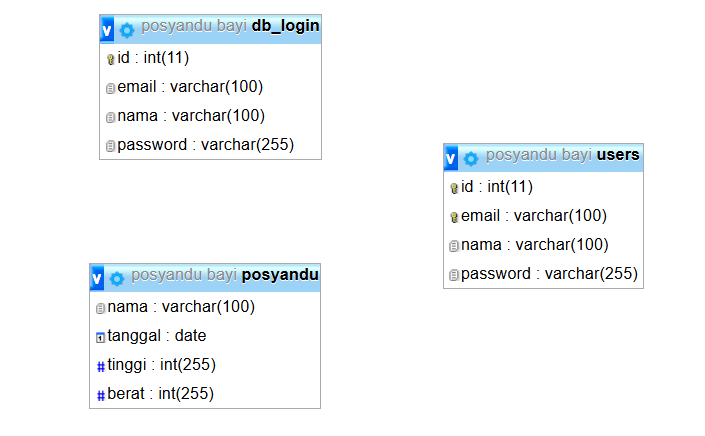 posyandu bayi db_login
id : int(11)
email : varchar(100)
nama : varchar(100)
password : varchar(255)
posyandu bayi users
id : int(11)
email : varchar(100)
nama : varchar(100)
password : varchar(255)
posyandu bayi posyandu
nama : varchar(100)
tanggal : date
tinggi : int(255)
berat : int(255)